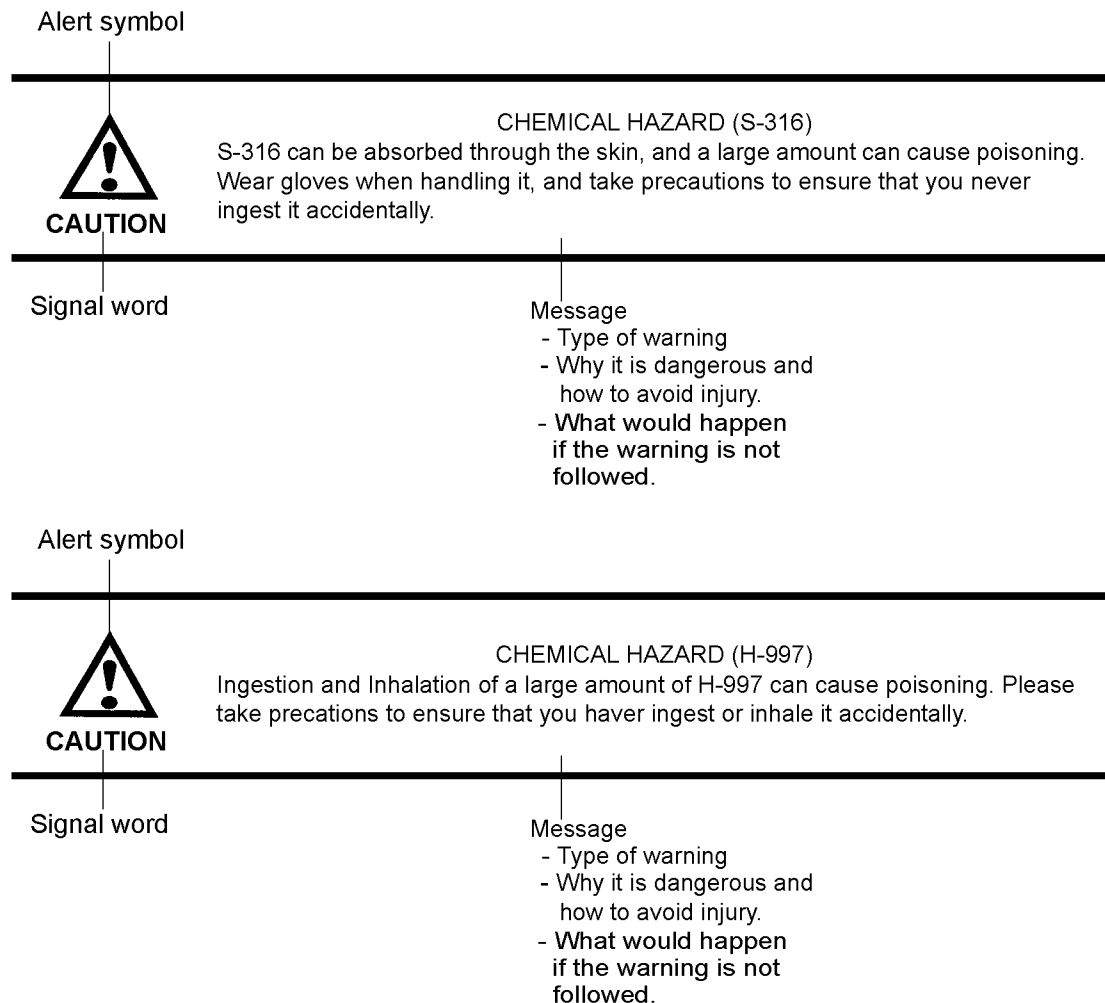 Alert symbol
CHEMICAL HAZARD (S-316)
S-316 can be absorbed through the skin, and a large amount can cause poisoning.
Wear gloves when handling it, and take precautions to ensure that you never
ingest it accidentally.
CAUTION
Signal word
Message
- Type of warning
- Why it is dangerous and
how to avoid injury.
- What would happen
if the warning is not
followed.
Alert symbol
CHEMICAL HAZARD (H-997)
Ingestion and Inhalation of a large amount of H-997 can cause poisoning. Please
take precations to ensure that you haver ingest or inhale it accidentally.
CAUTION
Signal word
Message
- Type of warning
- Why it is dangerous and
how to avoid injury.
- What would happen
if the warning is not
followed.